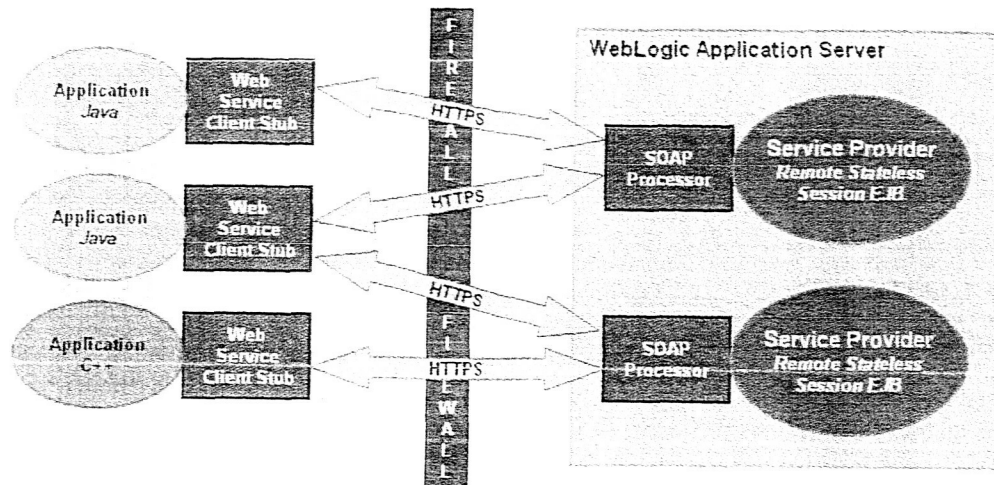 WebLogic Application Server
Application
Java
Web
Service
Client Stub
HTTPS
SOAP
Processor
Service Provider
Remote Stateless
Session EJB
Application
Java
Web
Service
Client Stub
HTTPS
HTTPS
Application
C++
Web
Service
Client Stub
HTTPS
SOAP
Processor
Service Provider
Remote Stateless
Session EJB
FIREWALL
FIREWALL